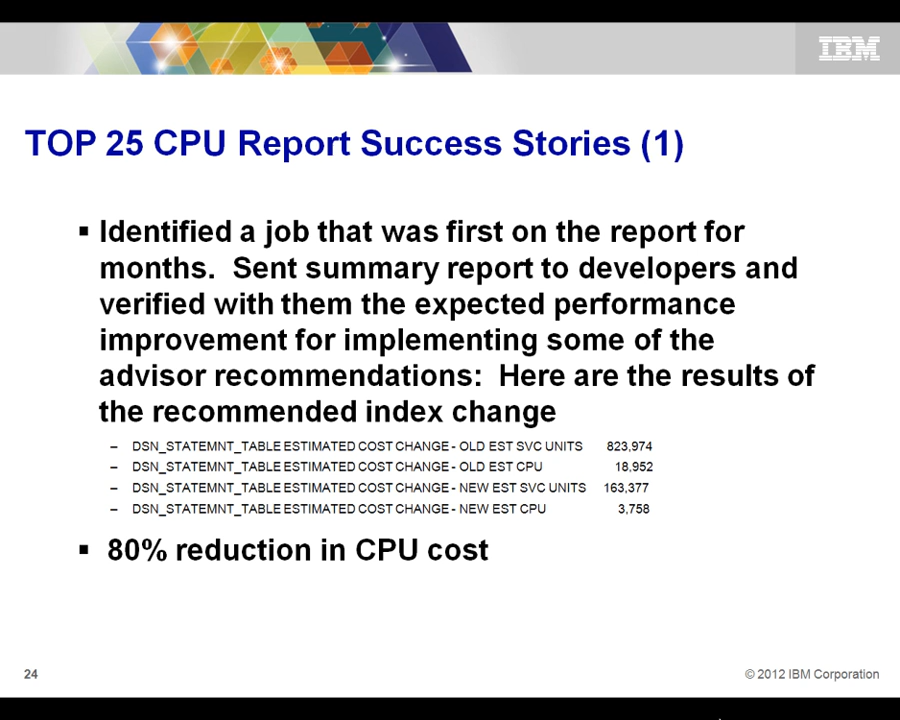 IBM
TOP 25 CPU Report Success Stories (1)
▪ Identified a job that was first on the report for
months.  Sent summary report to developers and
verified with them the expected performance
improvement for implementing some of the
advisor recommendations:  Here are the results of
the recommended index change
– DSN_STATEMNT_TABLE ESTIMATED COST CHANGE - OLD EST SVC UNITS 823,974
– DSN_STATEMNT_TABLE ESTIMATED COST CHANGE - OLD EST CPU 18,952
– DSN_STATEMNT_TABLE ESTIMATED COST CHANGE - NEW EST SVC UNITS 163,377
– DSN_STATEMNT_TABLE ESTIMATED COST CHANGE - NEW EST CPU 3,758
▪ 80% reduction in CPU cost
24 © 2012 IBM Corporation